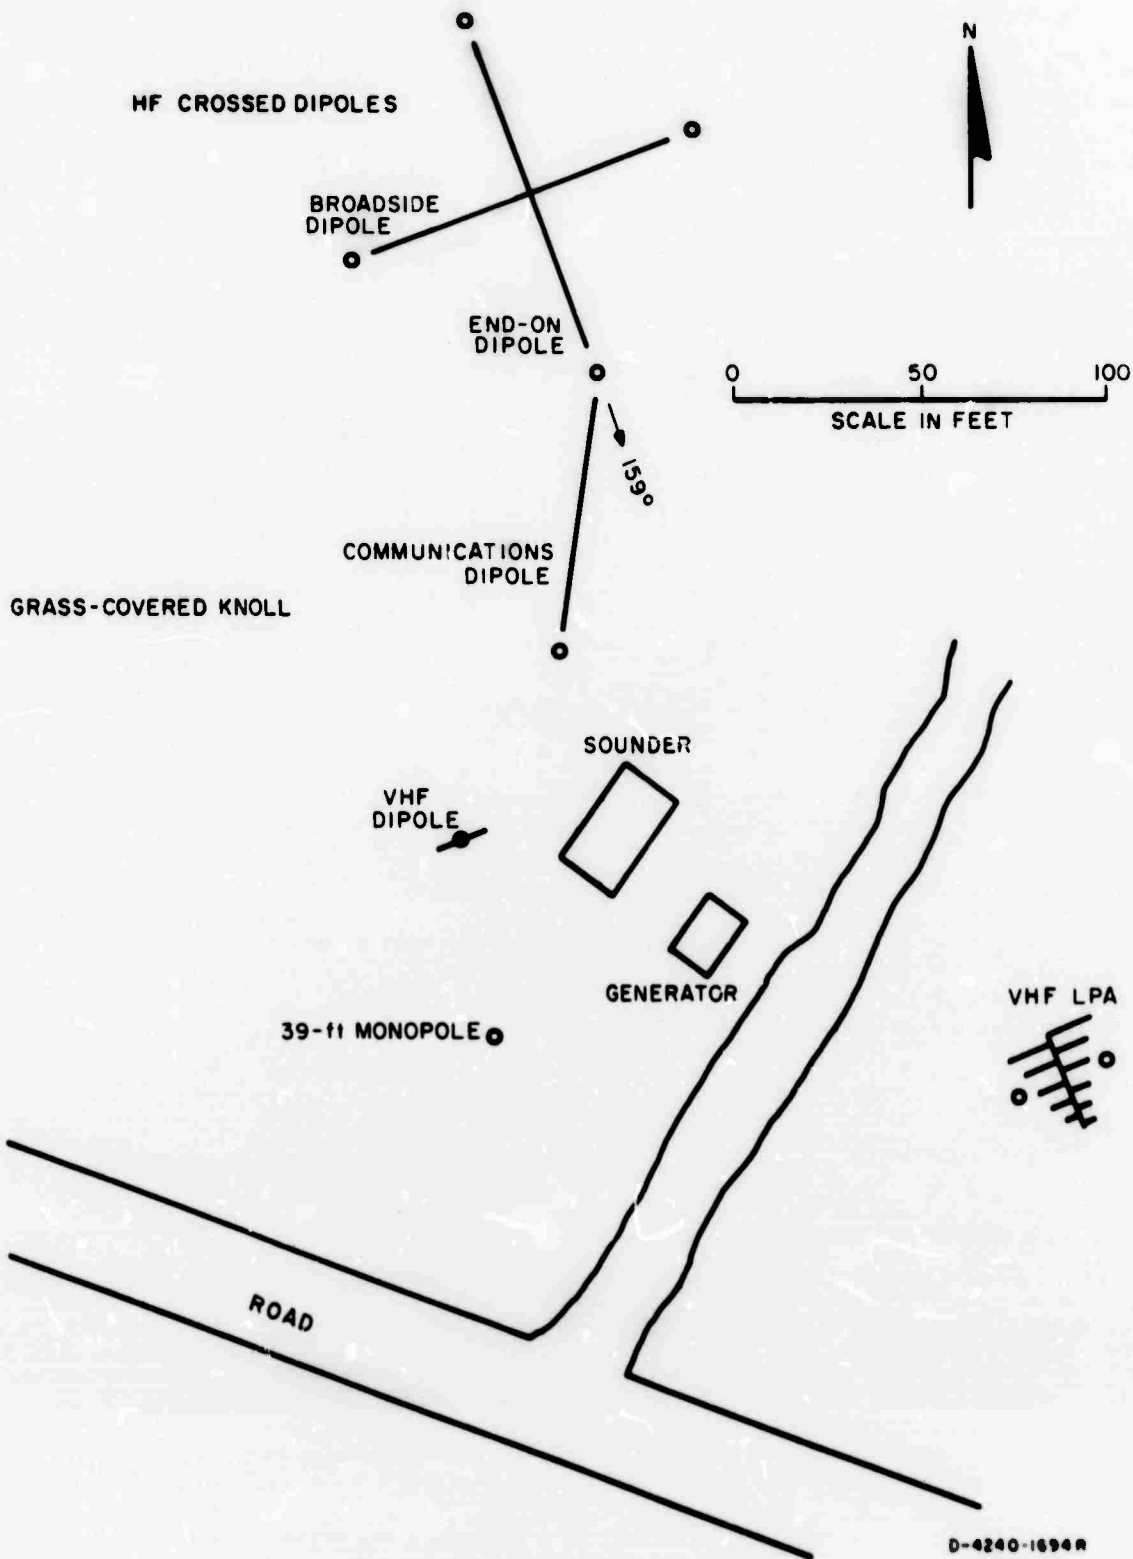 N
HF CROSSED DIPOLES
BROADSIDE
DIPOLE
END-ON
DIPOLE
0 50 100
SCALE IN FEET
159°
COMMUNICATIONS
DIPOLE
GRASS-COVERED KNOLL
SOUNDER
VHF
DIPOLE
GENERATOR
VHF LPA
39-ft MONOPOLE
ROAD
D-4240-1694R